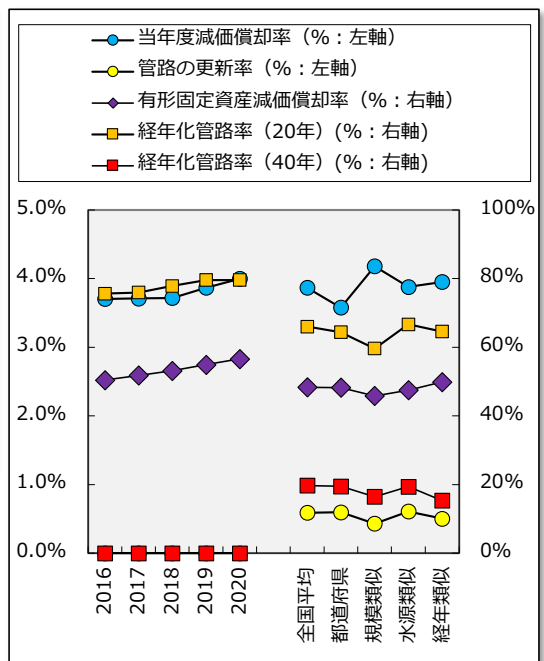 当年度減価償却率（%：左軸）
管路の更新率（%：左軸）
有形固定資産減価償却率（%：右軸）
経年化管路率（20年）(%：右軸)
経年化管路率（40年）(%：右軸)
5.0%
4.0%
3.0%
2.0%
1.0%
0.0%
100%
80%
60%
40%
20%
0%
2016
2017
2018
2019
2020
全国平均
都道府県
規模類似
水源類似
経年類似